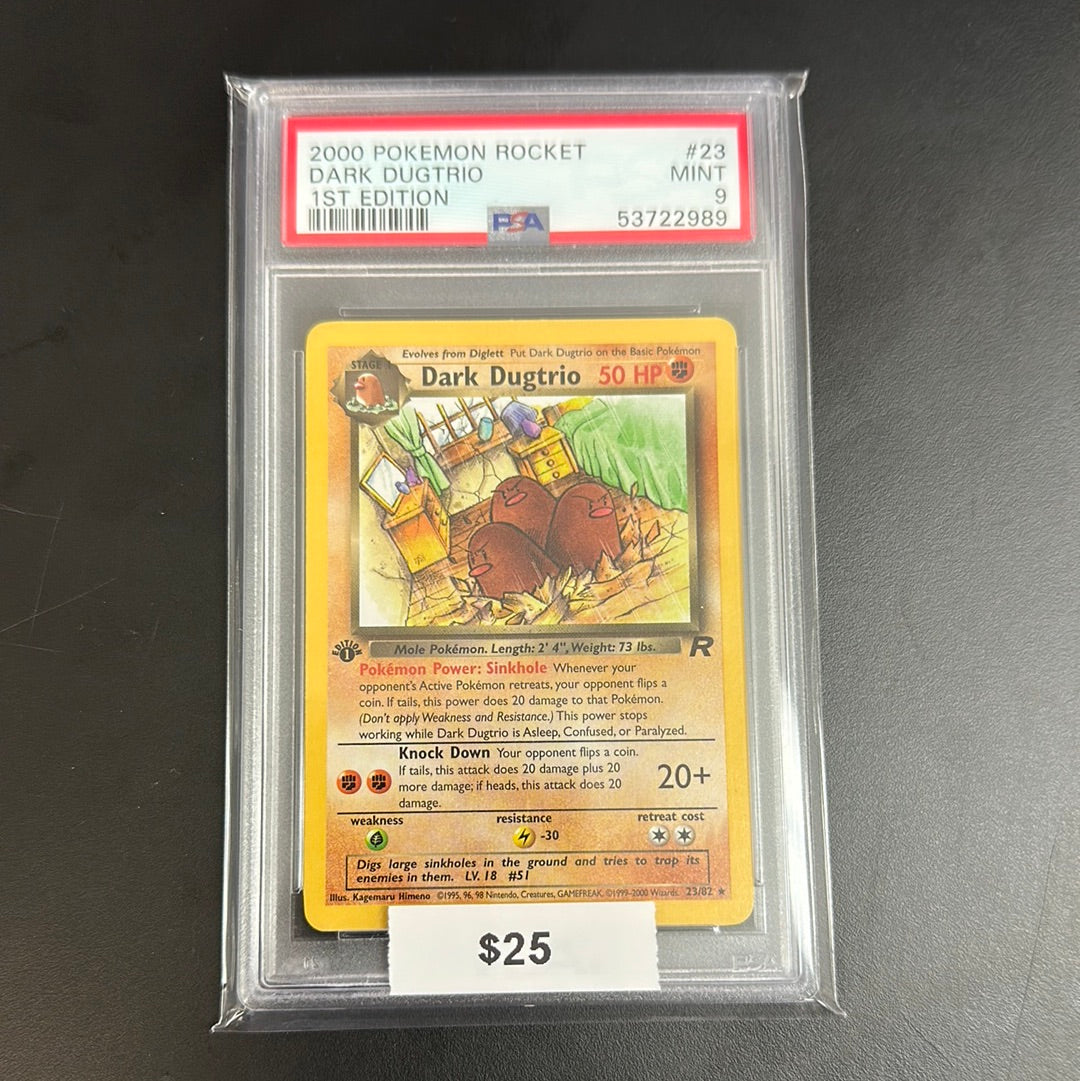 2000 POKEMON ROCKET #23
DARK DUGTRIO MINT
1ST EDITION 9
PSA 53722989
Evolves from Diglett Put Dark Dugtrio on the Basic Pokémon
STAGE 1
Dark Dugtrio 50 HP
EDITION
1
Mole Pokémon. Length: 2' 4", Weight: 73 lbs.
R
Pokémon Power: Sinkhole Whenever your
opponent's Active Pokémon retreats, your opponent flips a
coin. If tails, this power does 20 damage to that Pokémon.
(Don't apply Weakness and Resistance.) This power stops
working while Dark Dugtrio is Asleep, Confused, or Paralyzed.
Knock Down Your opponent flips a coin.
If tails, this attack does 20 damage plus 20
more damage; if heads, this attack does 20
damage.
20+
weakness resistance retreat cost
-30
Digs large sinkholes in the ground and tries to trap its
enemies in them. LV. 18 #51
Illus. Kagemaru Himeno ©1995, 96, 98 Nintendo, Creatures, GAMEFREAK. ©1999-2000 Wizards. 23/82 ★
$25